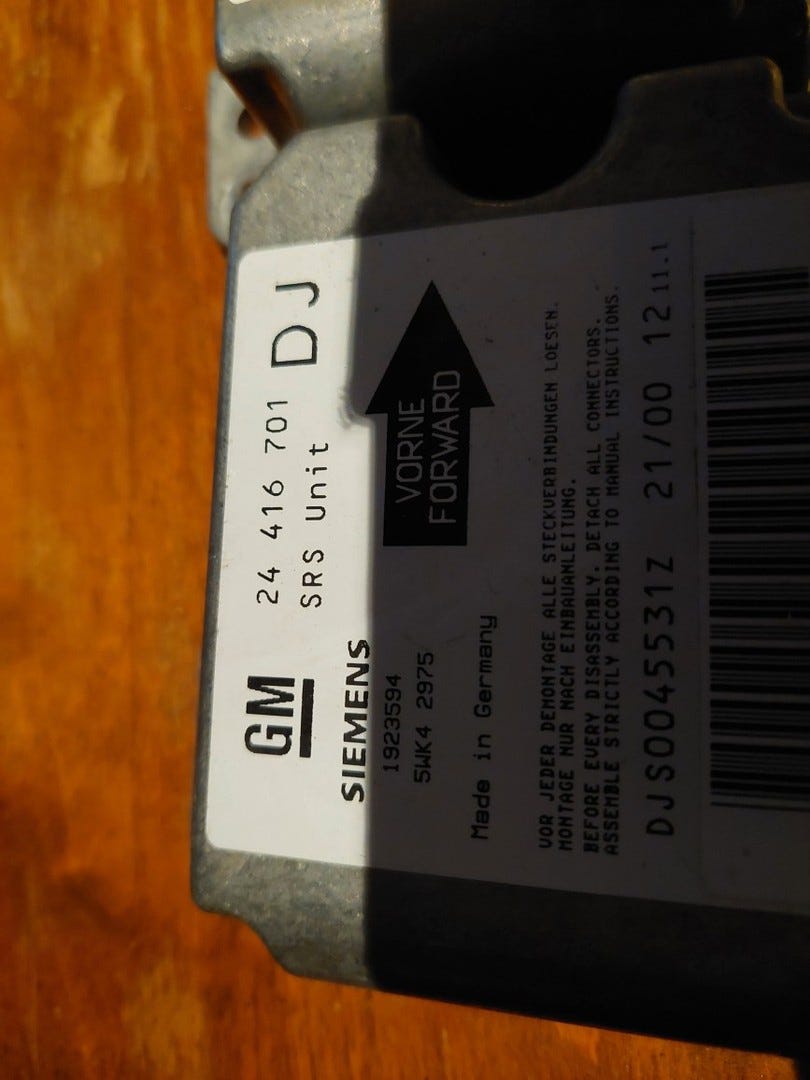 GM
24 416 701
SRS Unit
DJ
SIEMENS
1923594
5WK4 2975
Made in Germany
VORNE
FORWARD
VOR JEDER DEMONTAGE ALLE STECKVERBINDUNGEN LOESEN.
MONTAGE NUR NACH EINBAUANLEITUNG.
BEFORE EVERY DISASSEMBLY. DETACH ALL CONNECTORS.
ASSEMBLE STRICTLY ACCORDING TO MANUAL INSTRUCTIONS.
DJS0045531Z 21/00 12 11.1